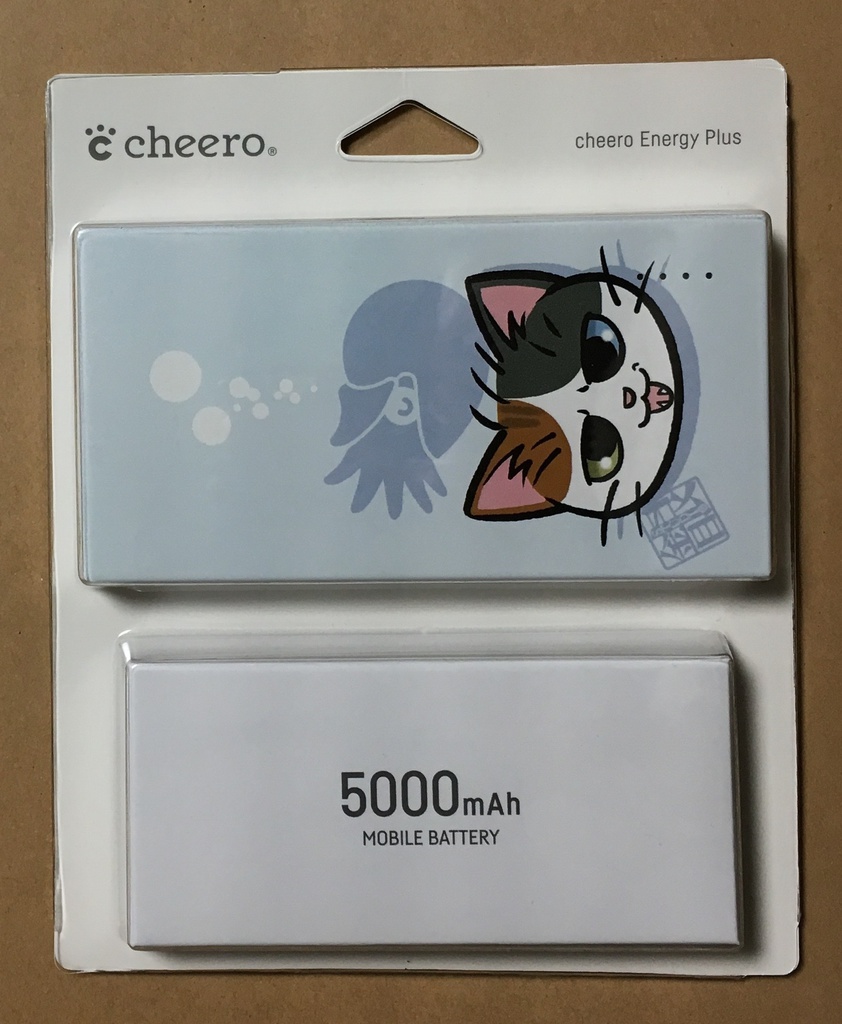 cheero®
cheero Energy Plus
5000mAh
MOBILE BATTERY